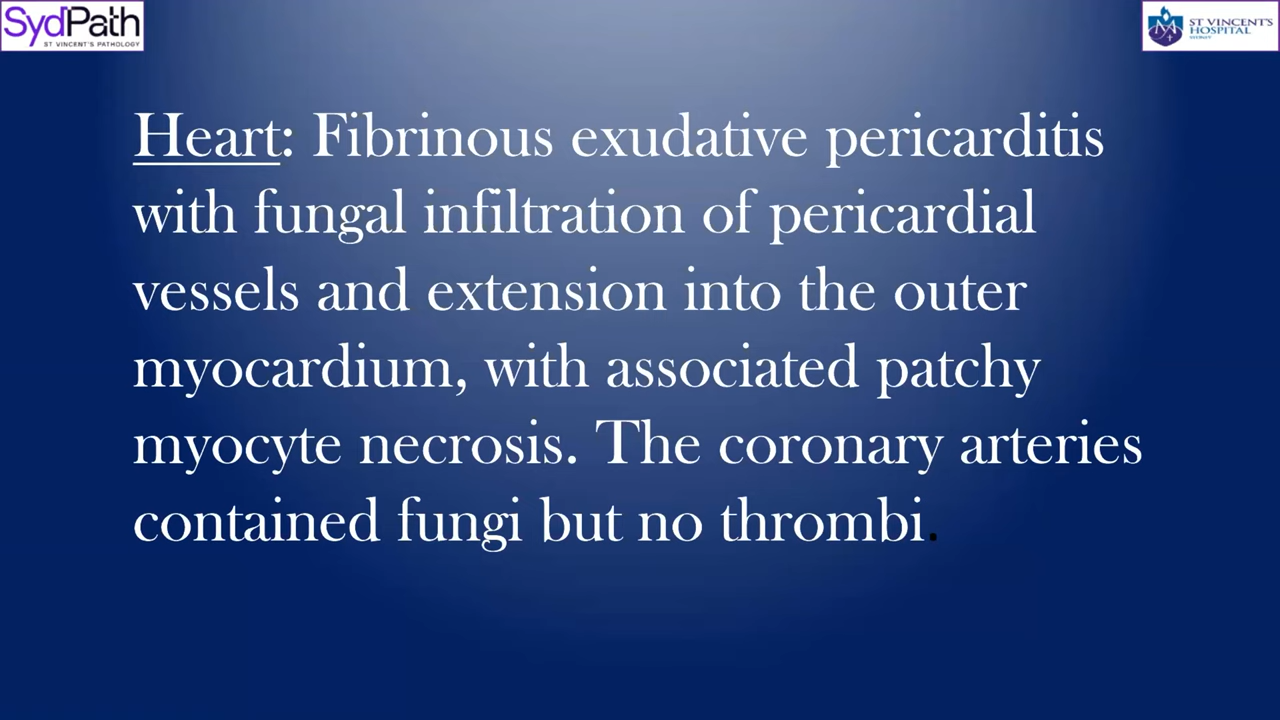 SydPath
ST VINCENT'S PATHOLOGY
ST VINCENT'S
HOSPITAL
SYDNEY
Heart: Fibrinous exudative pericarditis
with fungal infiltration of pericardial
vessels and extension into the outer
myocardium, with associated patchy
myocyte necrosis. The coronary arteries
contained fungi but no thrombi.